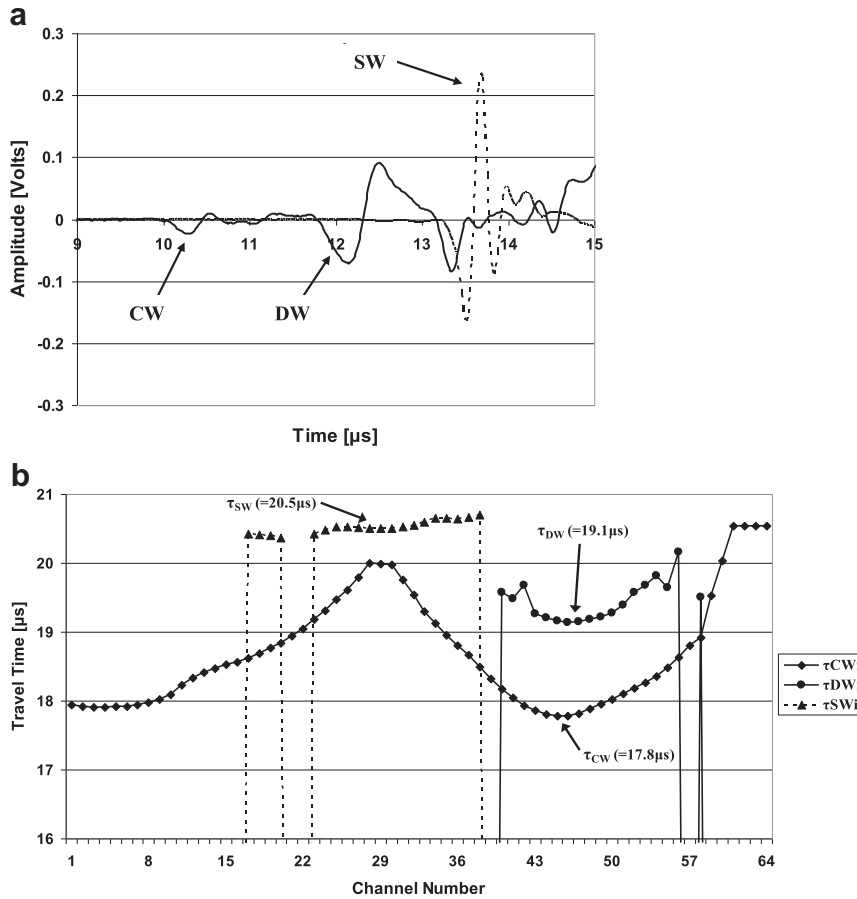 a
0.3
0.2
0.1
0
-0.1
-0.2
-0.3
9 10 11 12 13 14 15
SW
CW
DW
Amplitude [Volts]
Time [µs]
b
21
20
19
18
17
16
τSW (=20.5µs)
τDW (=19.1µs)
τCW (=17.8µs)
Travel Time [µs]
1 8 15 22 29 36 43 50 57 64
Channel Number
τCWi
τDWi
τSWi